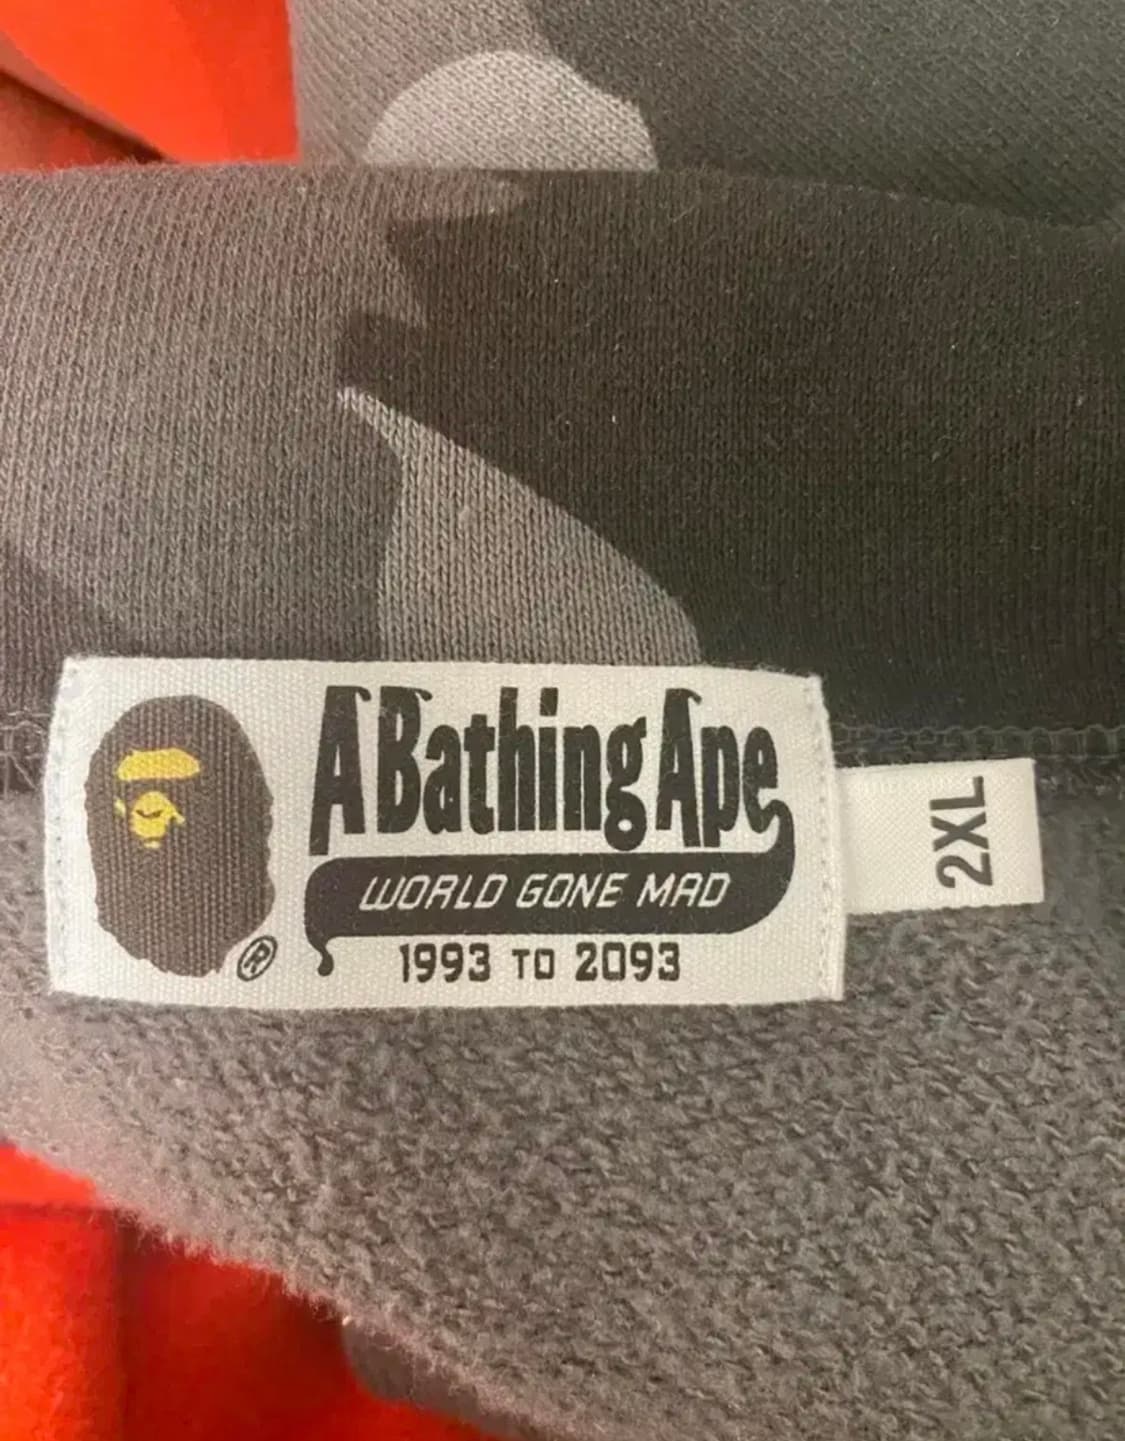 A Bathing Ape
WORLD GONE MAD
1993 TO 2093
®
2XL